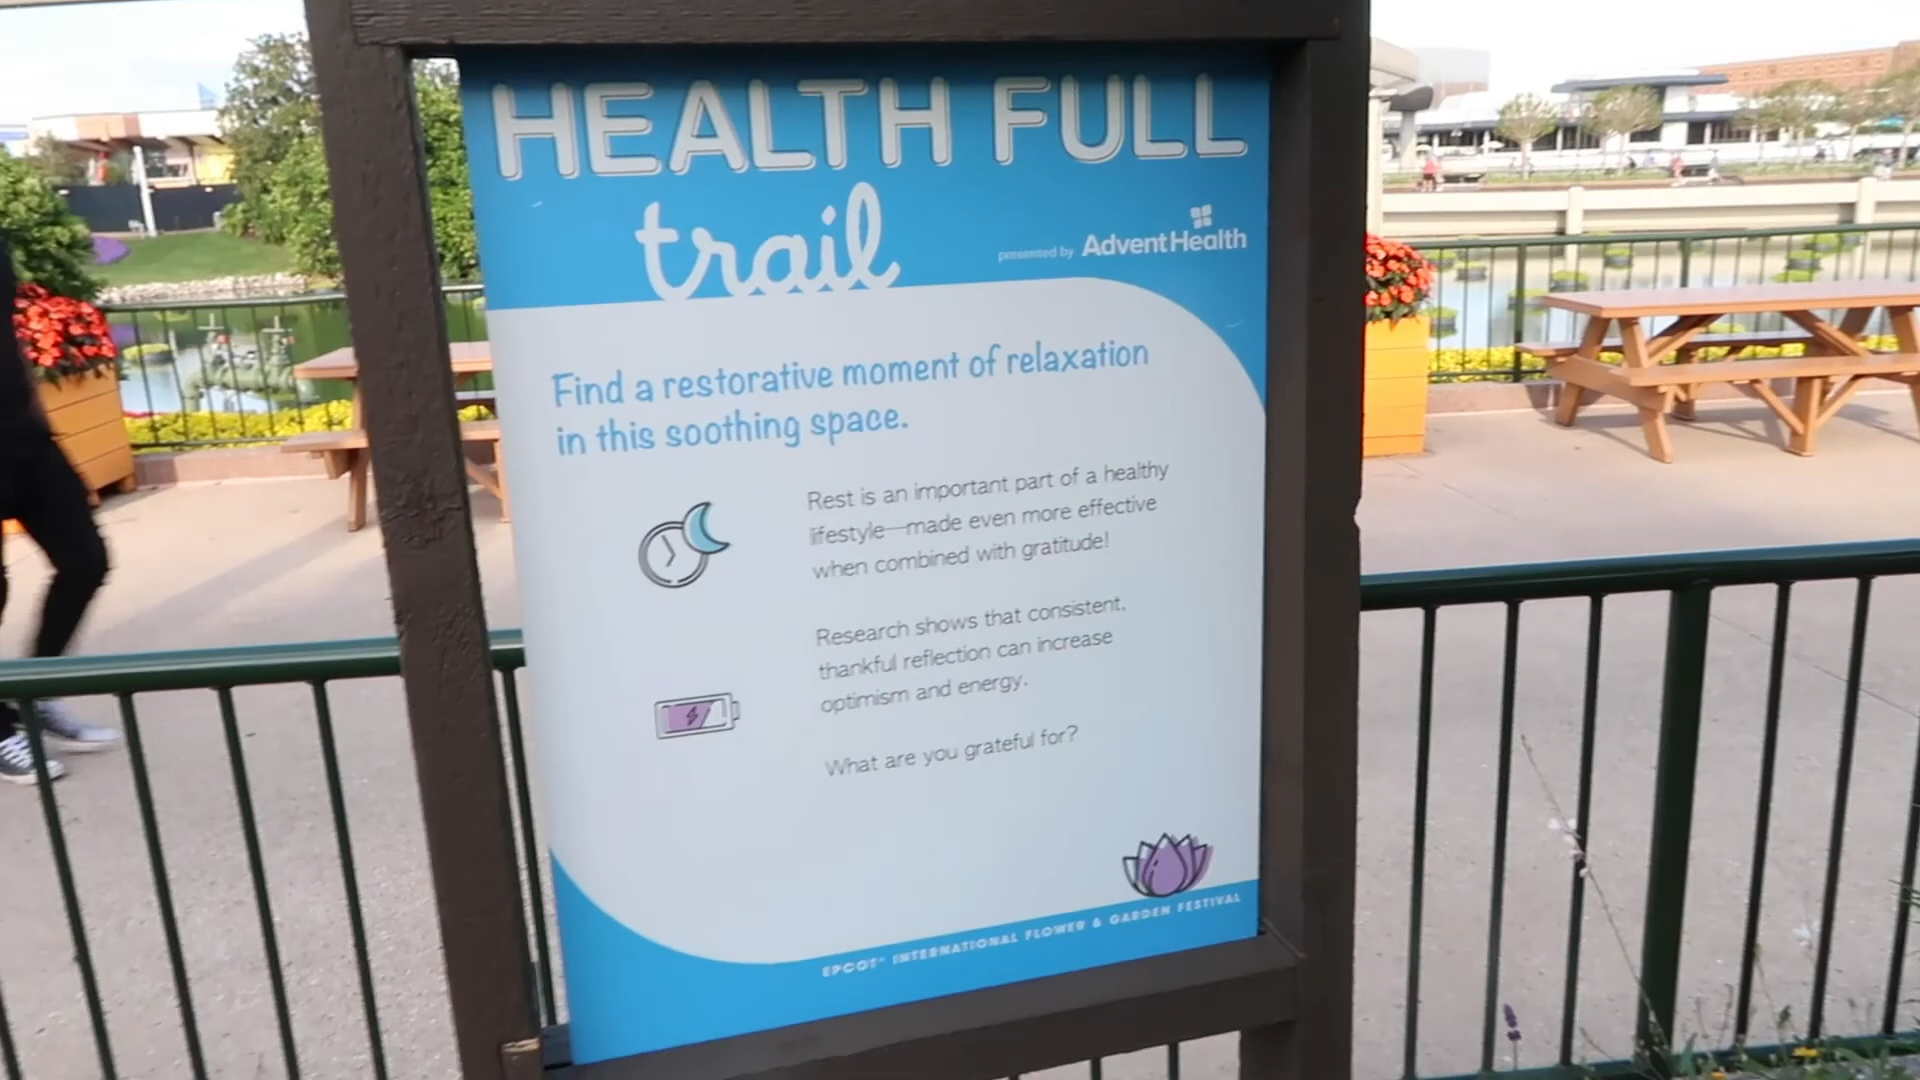 HEALTH FULL
trail
presented by AdventHealth
Find a restorative moment of relaxation
in this soothing space.
Rest is an important part of a healthy
lifestyle—made even more effective
when combined with gratitude!
Research shows that consistent,
thankful reflection can increase
optimism and energy.
What are you grateful for?
EPCOT® INTERNATIONAL FLOWER & GARDEN FESTIVAL